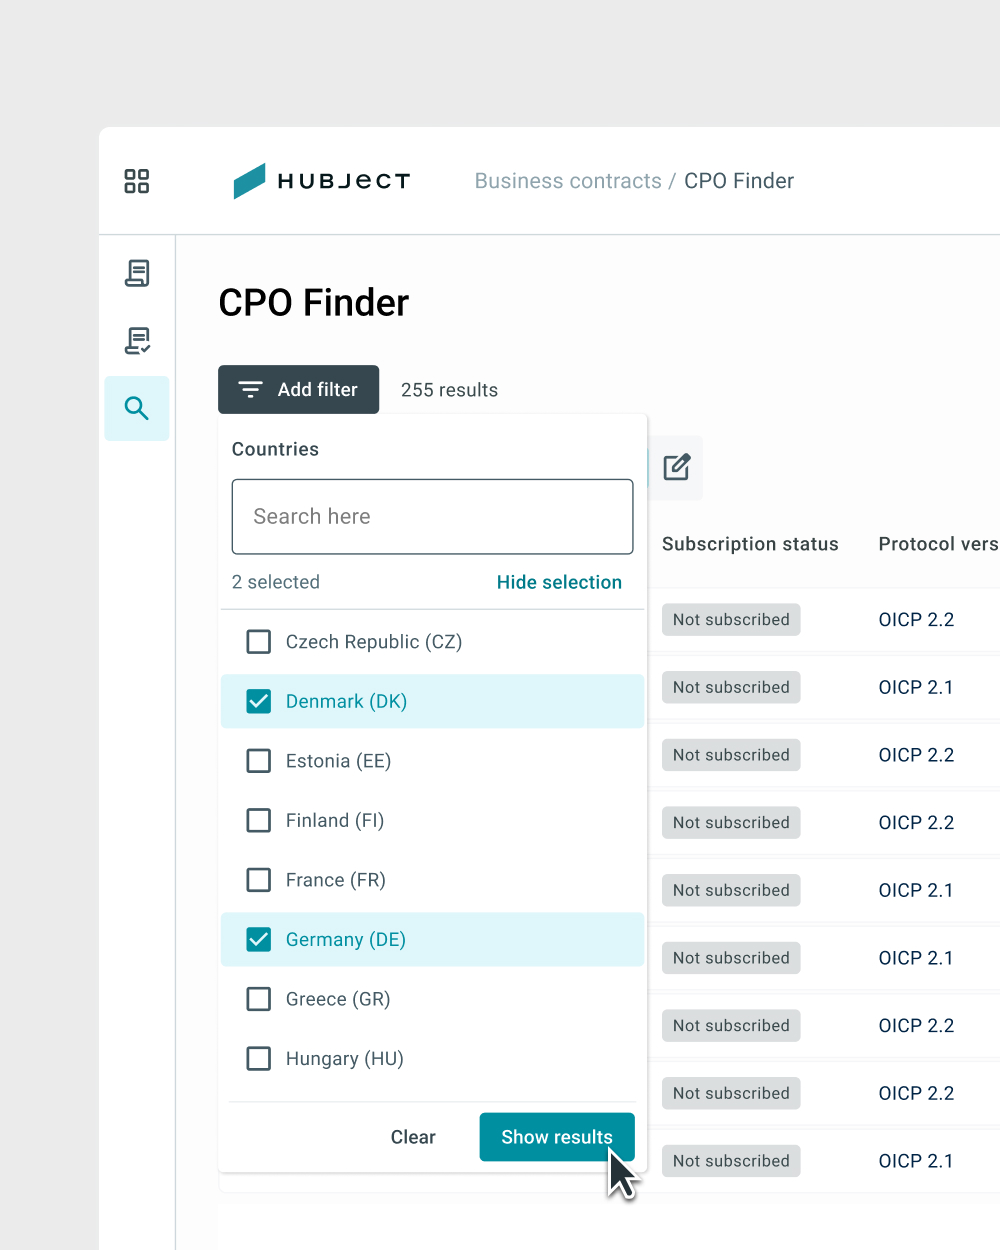 HUBJECT
Business contracts / CPO Finder
CPO Finder
Add filter
255 results
Countries
Search here
2 selected
Hide selection
Czech Republic (CZ)
Denmark (DK)
Estonia (EE)
Finland (FI)
France (FR)
Germany (DE)
Greece (GR)
Hungary (HU)
Clear
Show results
Subscription status
Protocol vers
Not subscribed
OICP 2.2
Not subscribed
OICP 2.1
Not subscribed
OICP 2.2
Not subscribed
OICP 2.2
Not subscribed
OICP 2.1
Not subscribed
OICP 2.1
Not subscribed
OICP 2.2
Not subscribed
OICP 2.2
Not subscribed
OICP 2.1